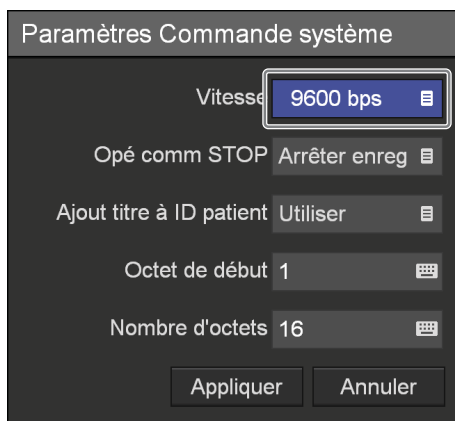 Paramètres Commande système
Vitesse 9600 bps
Opé comm STOP Arrêter enreg
Ajout titre à ID patient Utiliser
Octet de début 1
Nombre d'octets 16
Appliquer Annuler